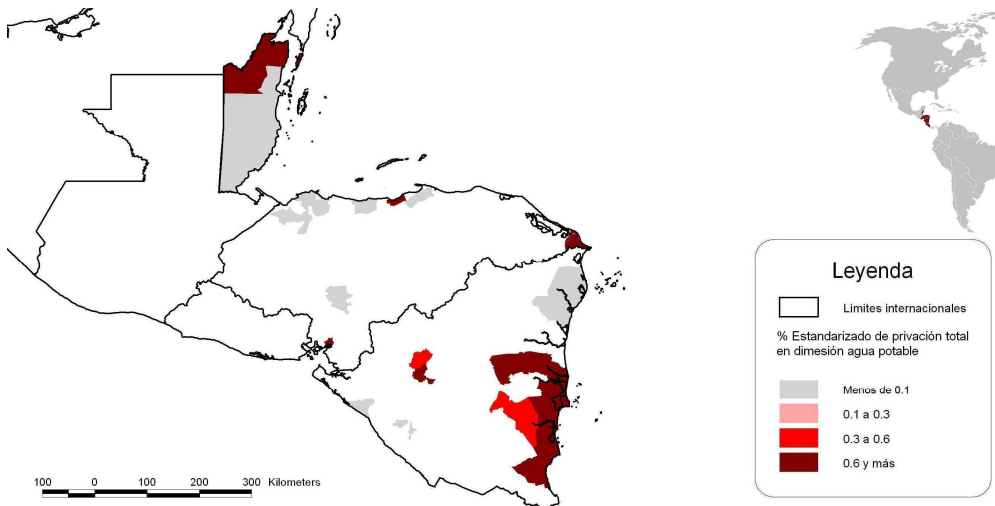 Leyenda
Límites internacionales
% Estandarizado de privación total
en dimesión agua potable
Menos de 0.1
0.1 a 0.3
0.3 a 0.6
0.6 y más
100 0 100 200 300 Kilometers